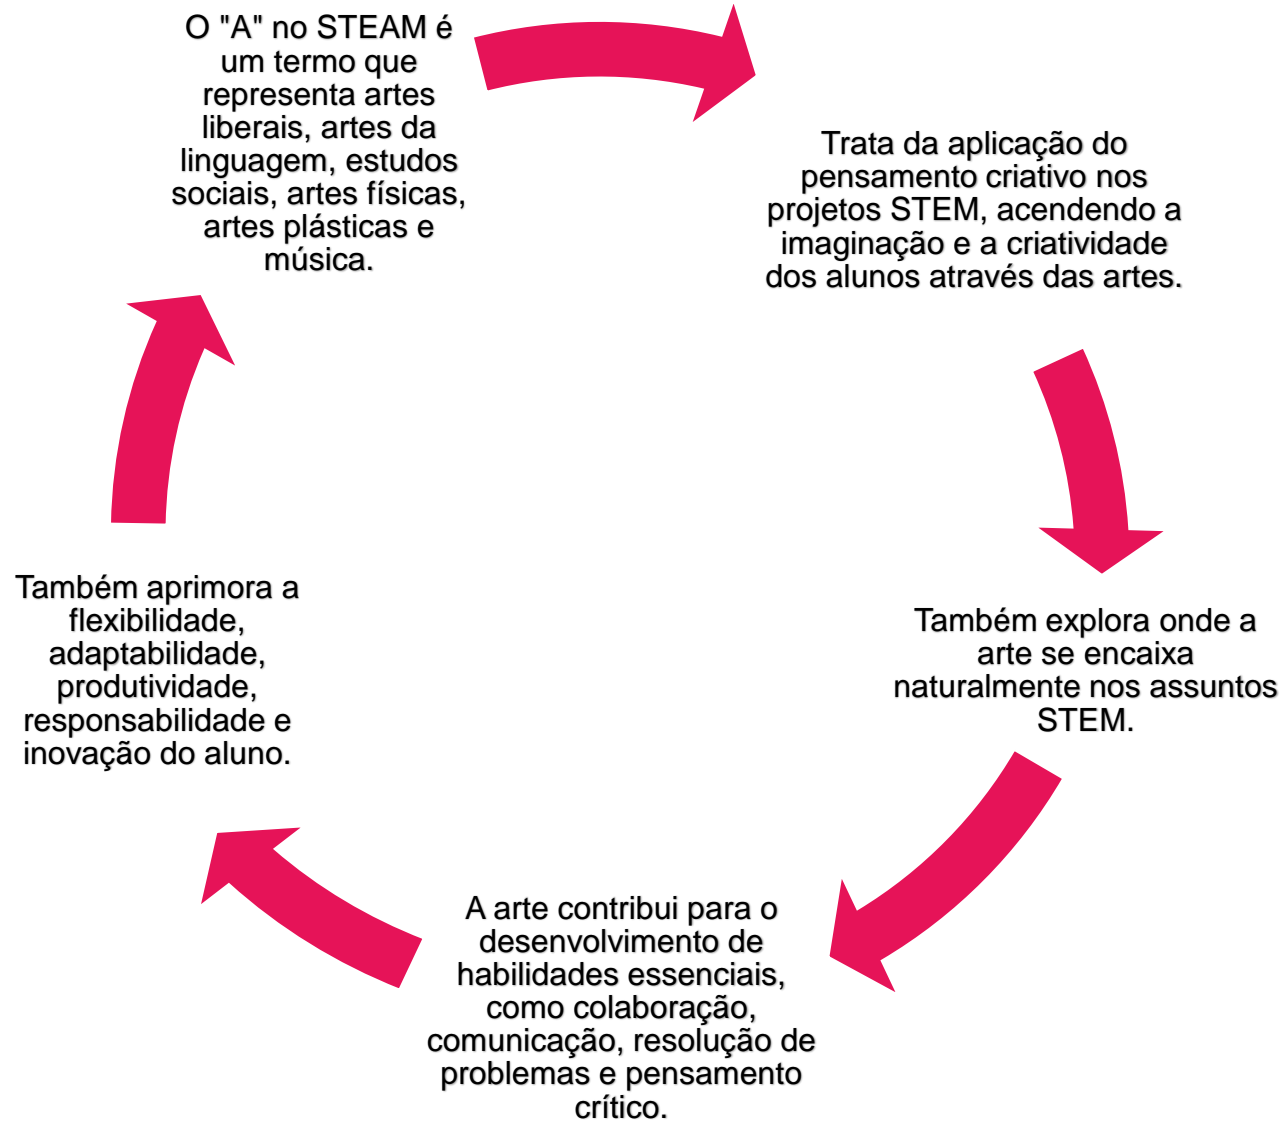 O "A" no STEAM é
um termo que
representa artes
liberais, artes da
linguagem, estudos
sociais, artes físicas,
artes plásticas e
música.
Trata da aplicação do
pensamento criativo nos
projetos STEM, acendendo a
imaginação e a criatividade
dos alunos através das artes.
Também explora onde a
arte se encaixa
naturalmente nos assuntos
STEM.
A arte contribui para o
desenvolvimento de
habilidades essenciais,
como colaboração,
comunicação, resolução de
problemas e pensamento
crítico.
Também aprimora a
flexibilidade,
adaptabilidade,
produtividade,
responsabilidade e
inovação do aluno.